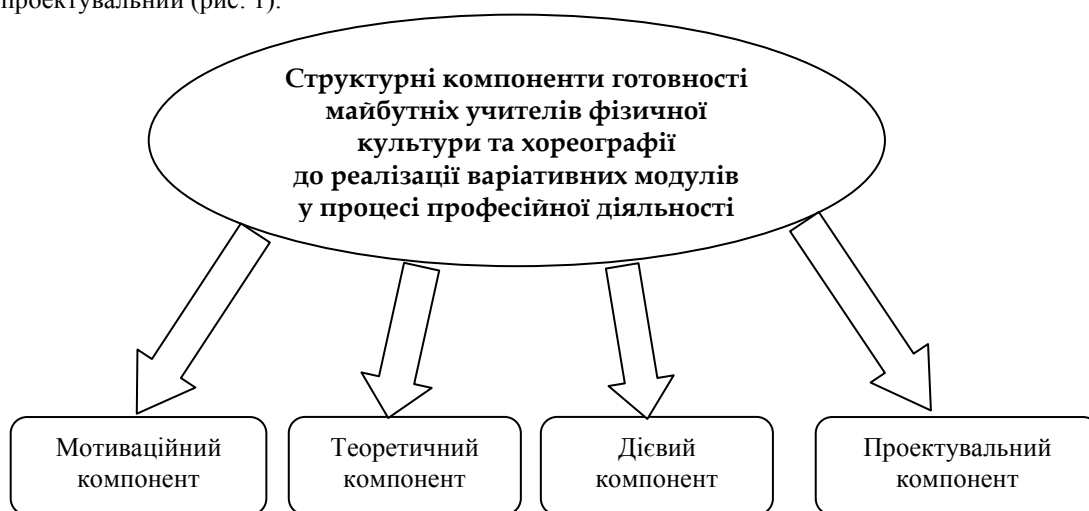 проектувальний (рис. 1).
Структурні компоненти готовності
майбутніх учителів фізичної
культури та хореографії
до реалізації варіативних модулів
у процесі професійної діяльності
Мотиваційний
компонент
Теоретичний
компонент
Дієвий
компонент
Проектувальний
компонент